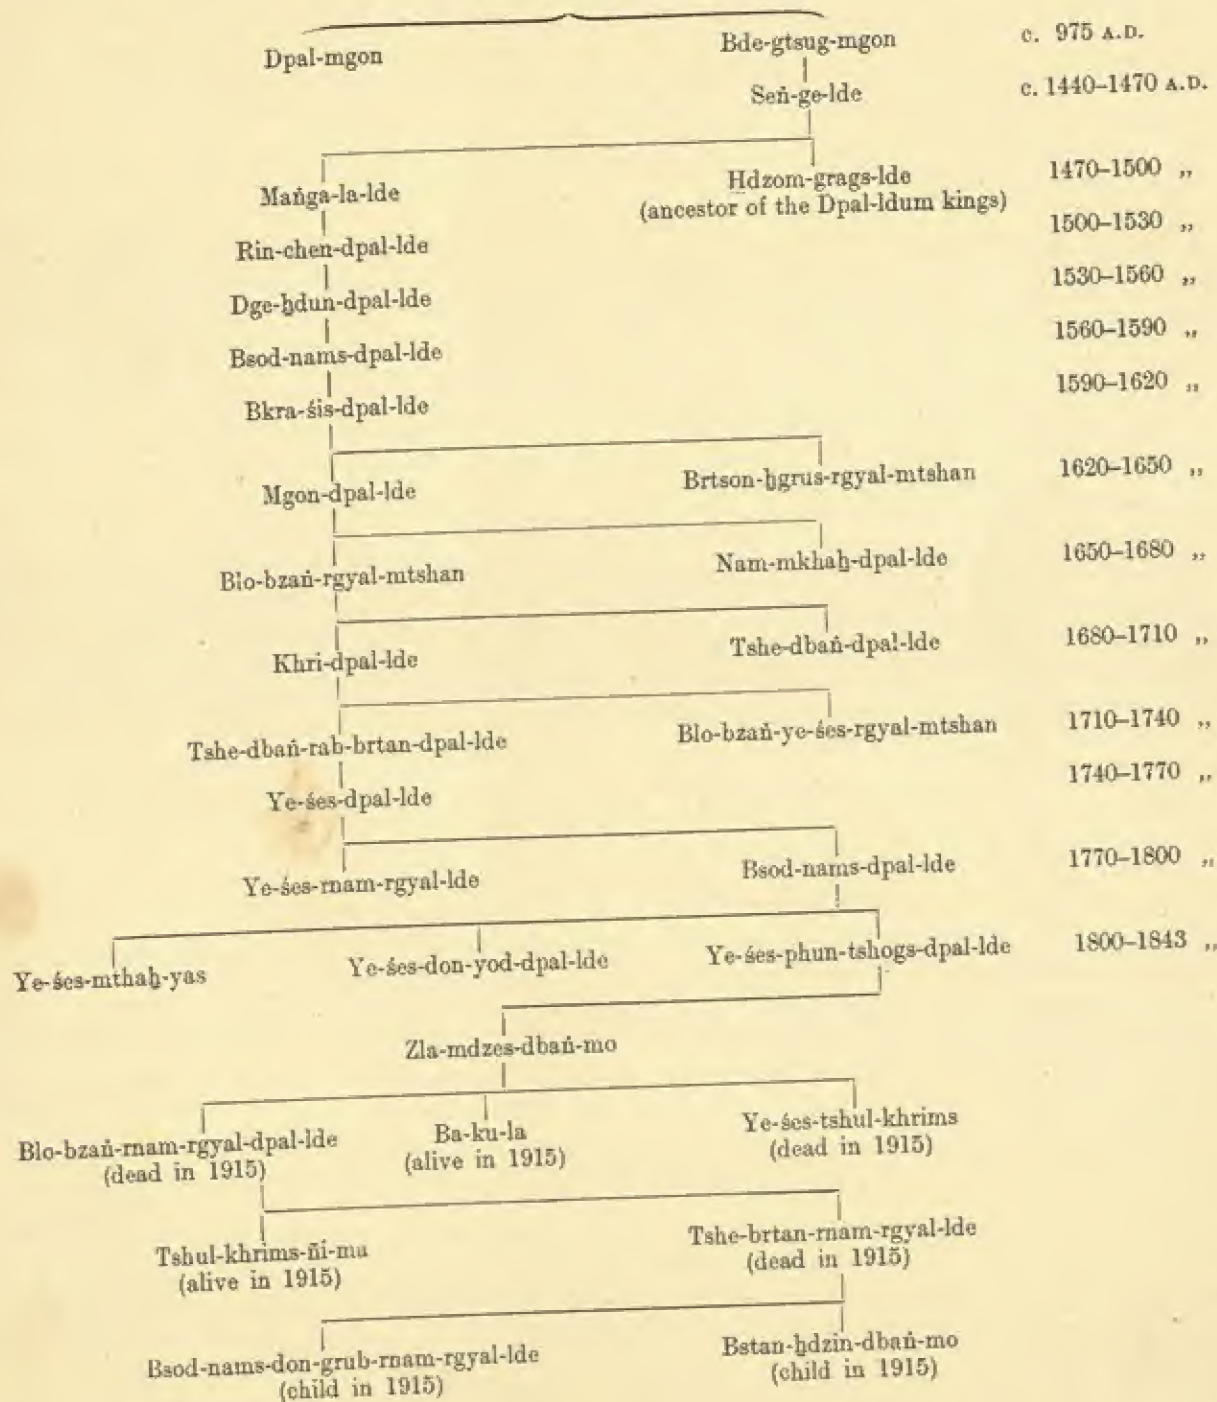 Dpal-mgon Bde-gtsug-mgon c. 975 A.D.
Seṅ-ge-lde c. 1440–1470 A.D.
Maṅga-la-lde H̱dzom-grags-lde 1470–1500 „
(ancestor of the Dpal-ldum kings)
Rin-chen-dpal-lde 1500–1530 „
Dge-ẖdun-dpal-lde 1530–1560 „
Bsod-nams-dpal-lde 1560–1590 „
Bkra-śis-dpal-lde 1590–1620 „
Mgon-dpal-lde Brtson-ẖgrus-rgyal-mtshan 1620–1650 „
Blo-bzaṅ-rgyal-mtshan Nam-mkhaẖ-dpal-lde 1650–1680 „
Khri-dpal-lde Tshe-dbaṅ-dpal-lde 1680–1710 „
Tshe-dbaṅ-rab-brtan-dpal-lde Blo-bzaṅ-ye-śes-rgyal-mtshan 1710–1740 „
Ye-śes-dpal-lde 1740–1770 „
Ye-śes-rnam-rgyal-lde Bsod-nams-dpal-lde 1770–1800 „
Ye-śes-mthaẖ-yas Ye-śes-don-yod-dpal-lde Ye-śes-phun-tshogs-dpal-lde 1800–1843 „
Zla-mdzes-dbaṅ-mo
Blo-bzaṅ-rnam-rgyal-dpal-lde Ba-ku-la Ye-śes-tshul-khrims
(dead in 1915) (alive in 1915) (dead in 1915)
Tshul-khrims-ñi-ma Tshe-brtan-rnam-rgyal-lde
(alive in 1915) (dead in 1915)
Bsod-nams-don-grub-rnam-rgyal-lde Bstan-ẖdzin-dbaṅ-mo
(child in 1915) (child in 1915)